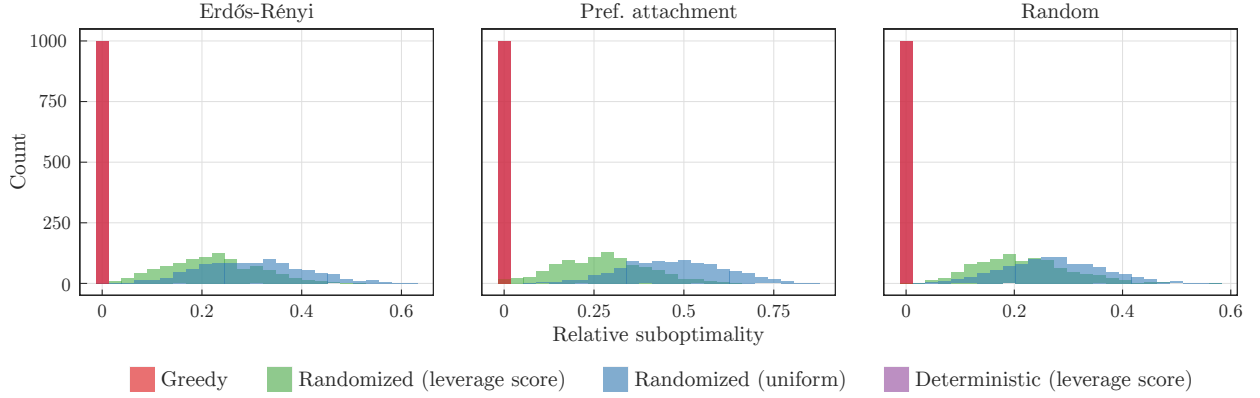 Erdős-Rényi
Pref. attachment
Random
Count
1000
750
500
250
0
0 0.2 0.4 0.6
0 0.25 0.50 0.75
0 0.2 0.4 0.6
Relative suboptimality
Greedy Randomized (leverage score) Randomized (uniform) Deterministic (leverage score)